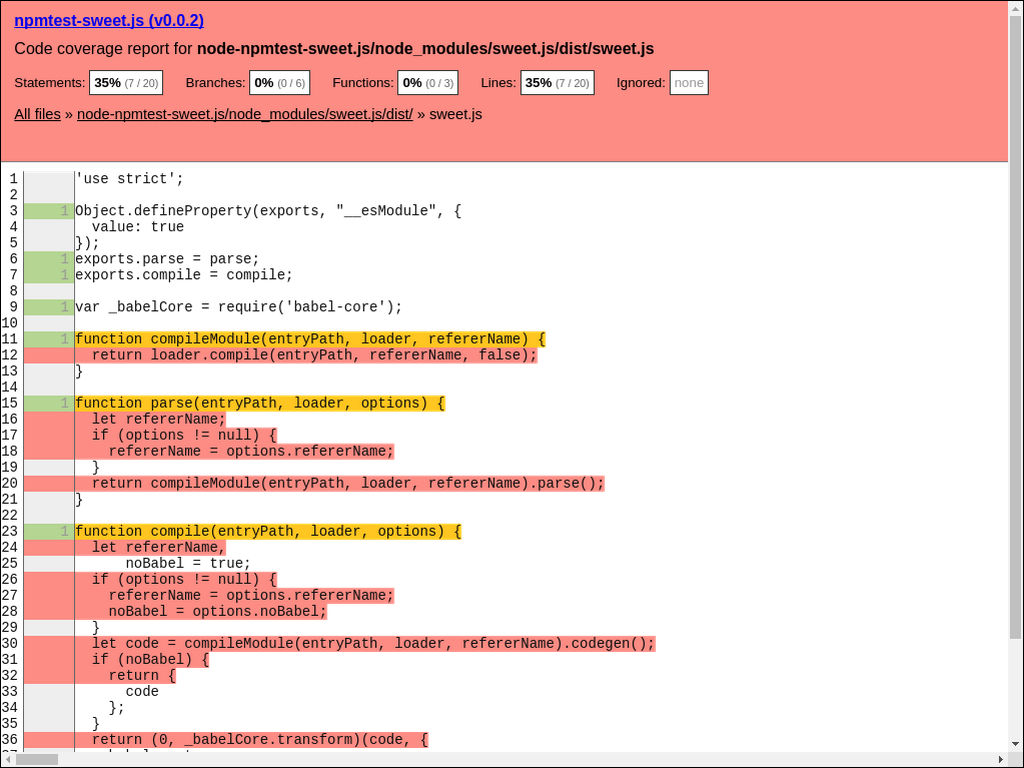 npmtest-sweet.js (v0.0.2)
Code coverage report for node-npmtest-sweet.js/node_modules/sweet.js/dist/sweet.js
Statements: 35% (7 / 20) Branches: 0% (0 / 6) Functions: 0% (0 / 3) Lines: 35% (7 / 20) Ignored: none
All files » node-npmtest-sweet.js/node_modules/sweet.js/dist/ » sweet.js
1 'use strict';
2
3 1 Object.defineProperty(exports, "__esModule", {
4   value: true
5 });
6 1 exports.parse = parse;
7 1 exports.compile = compile;
8
9 1 var _babelCore = require('babel-core');
10
11 1 function compileModule(entryPath, loader, refererName) {
12   return loader.compile(entryPath, refererName, false);
13 }
14
15 1 function parse(entryPath, loader, options) {
16   let refererName;
17   if (options != null) {
18     refererName = options.refererName;
19   }
20   return compileModule(entryPath, loader, refererName).parse();
21 }
22
23 1 function compile(entryPath, loader, options) {
24   let refererName,
25       noBabel = true;
26   if (options != null) {
27     refererName = options.refererName;
28     noBabel = options.noBabel;
29   }
30   let code = compileModule(entryPath, loader, refererName).codegen();
31   if (noBabel) {
32     return {
33       code
34     };
35   }
36   return (0, _babelCore.transform)(code, {